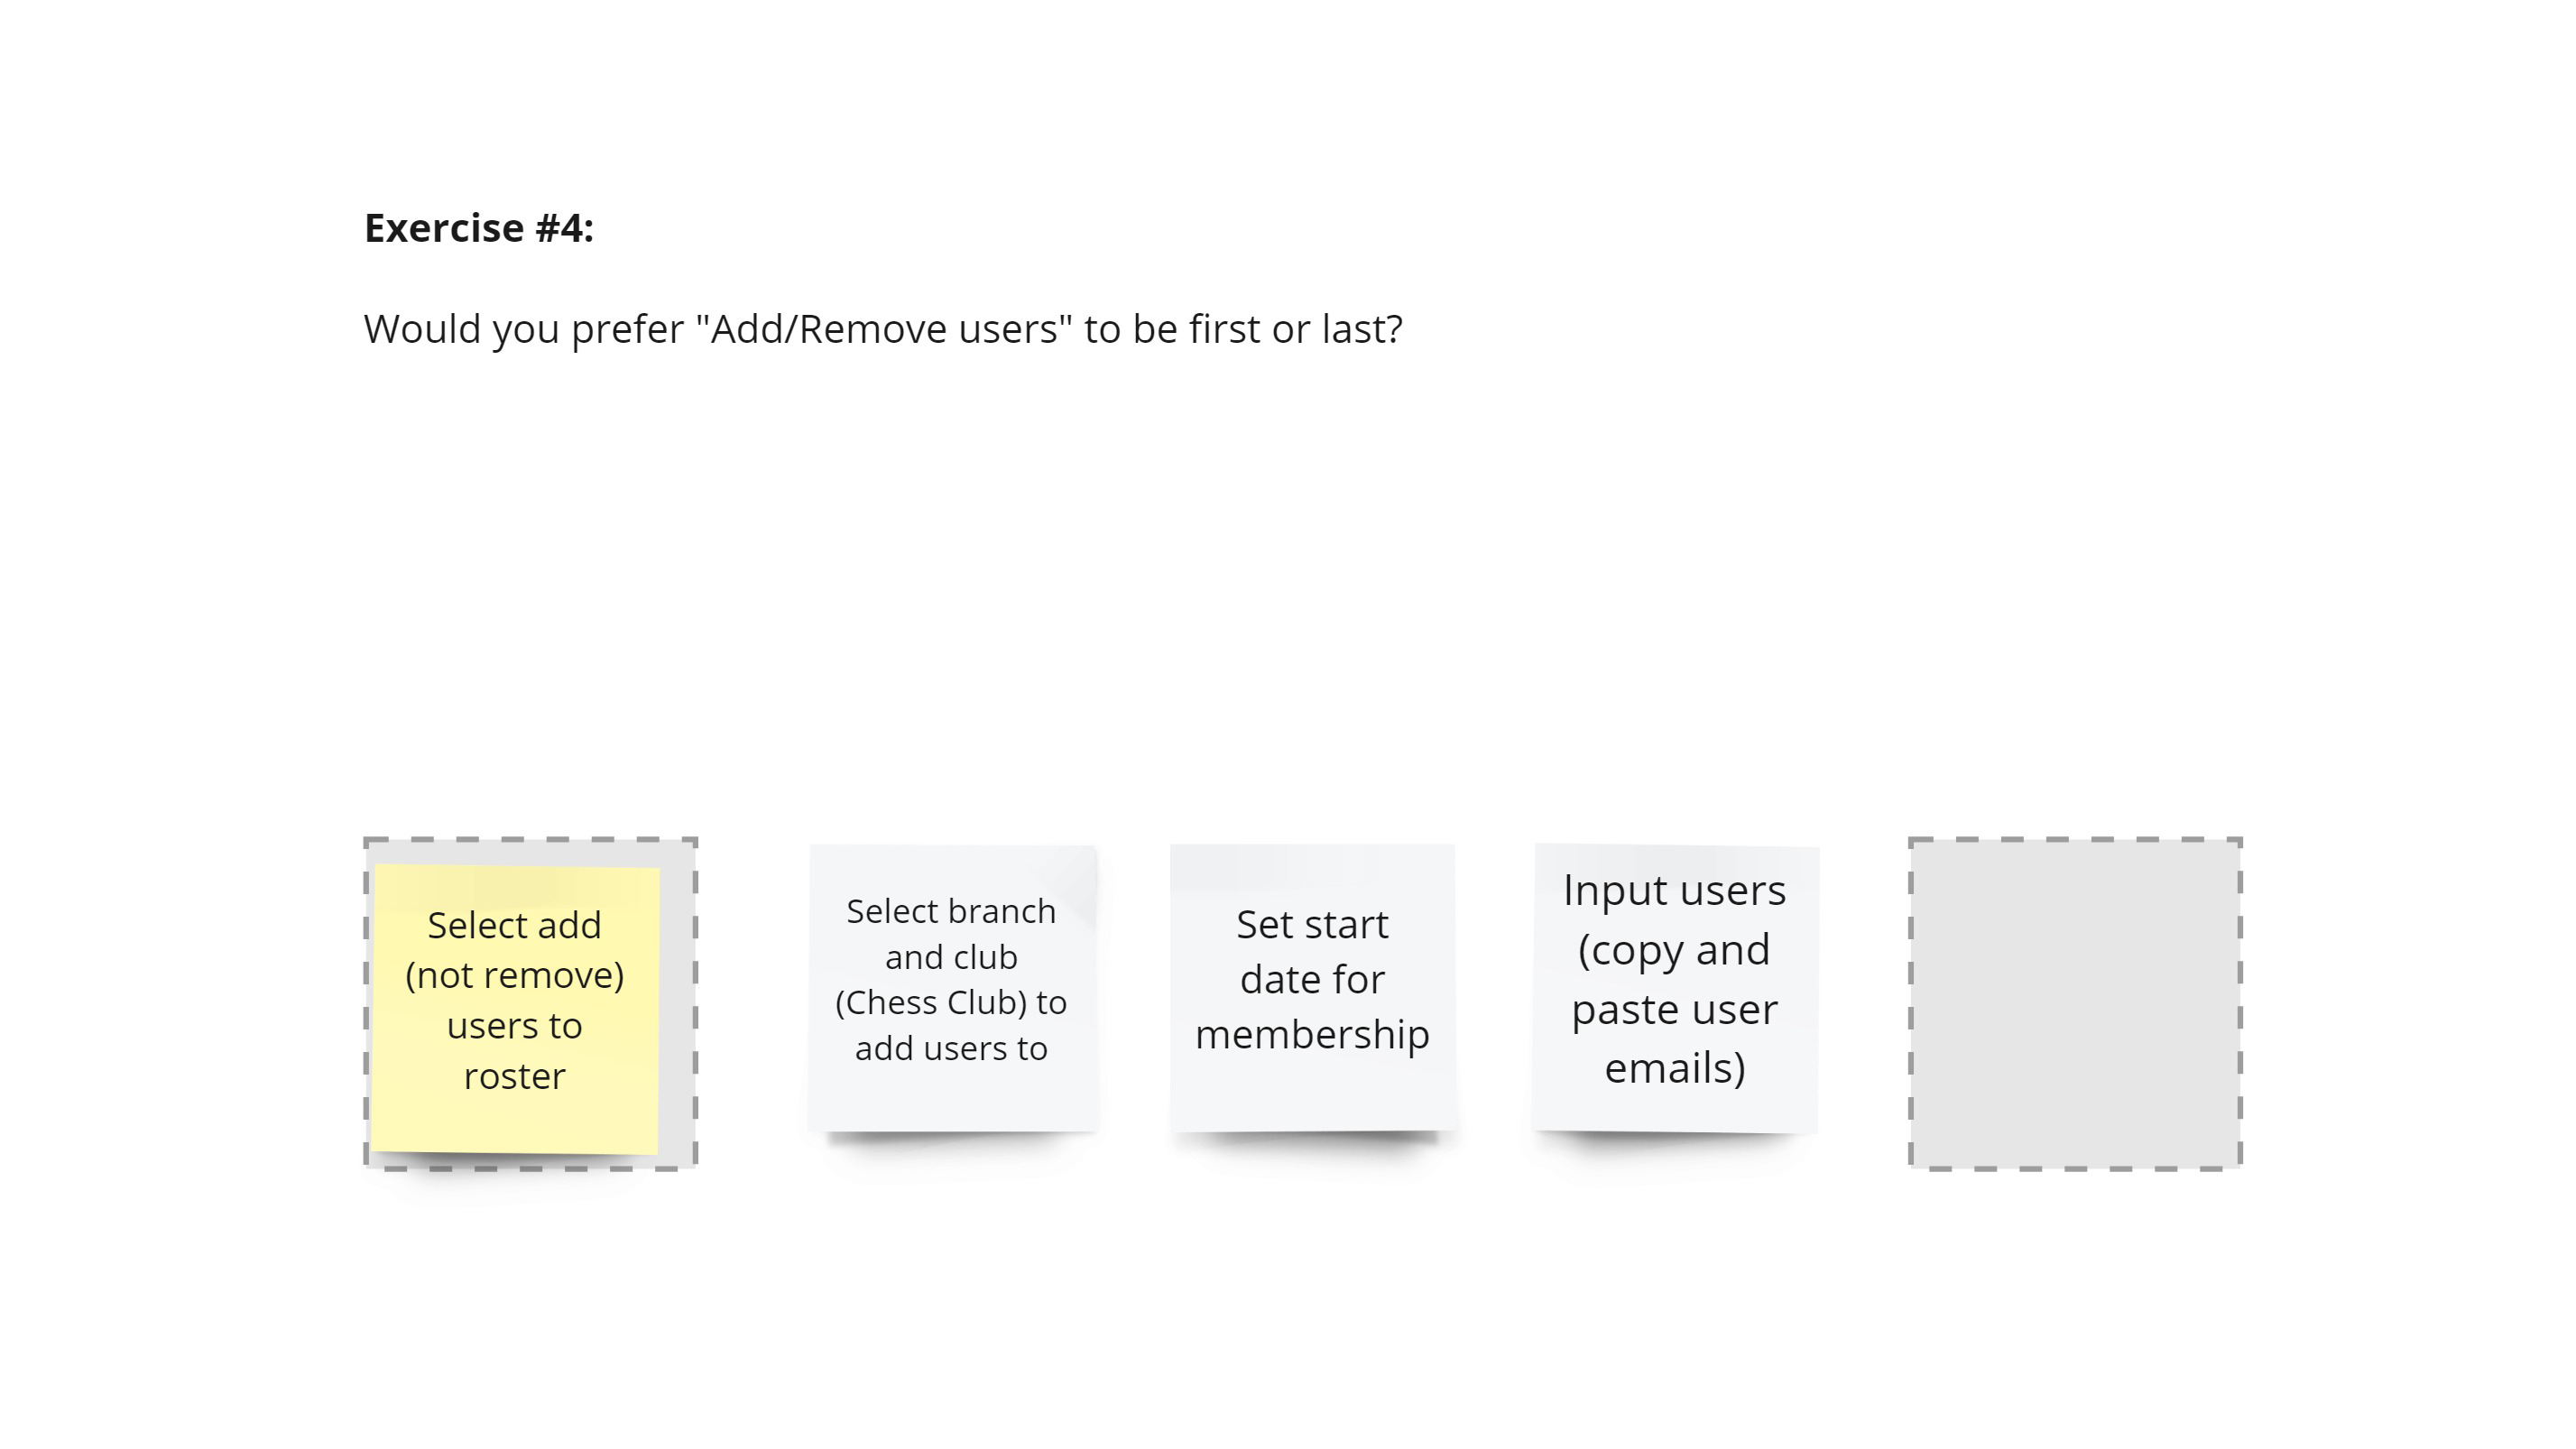 Exercise #4:
Would you prefer "Add/Remove users" to be first or last?
Select add
(not remove)
users to
roster
Select branch
and club
(Chess Club) to
add users to
Set start
date for
membership
Input users
(copy and
paste user
emails)